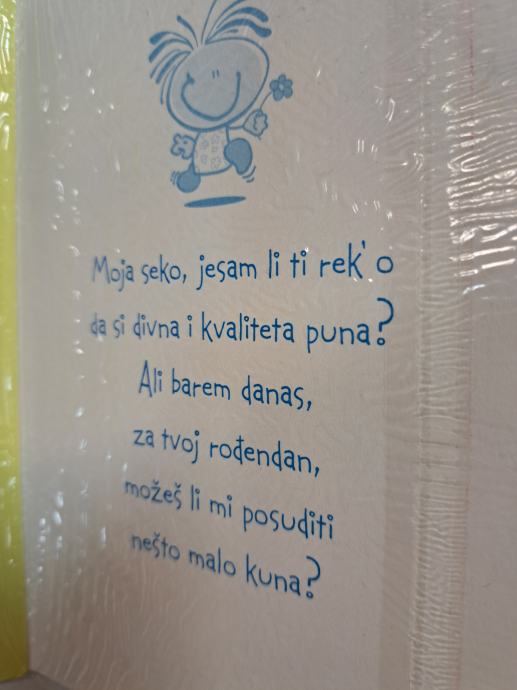 Moja seko, jesam li ti rek'o
da si divna i kvaliteta puna?
Ali barem danas,
za tvoj rođendan,
možeš li mi posuditi
nešto malo kuna?